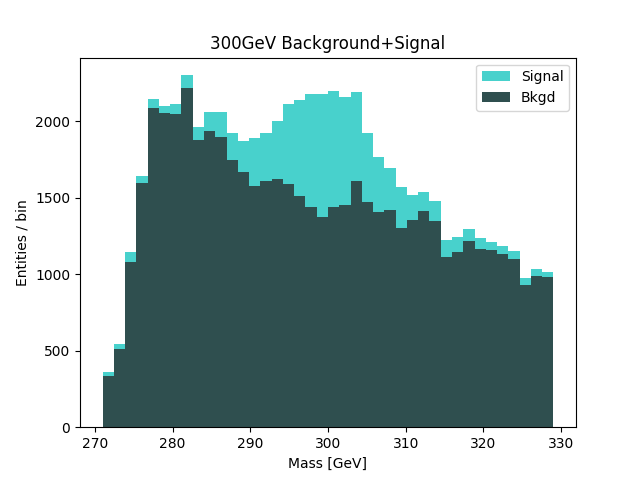 300GeV Background+Signal
Signal
Bkgd
Entities / bin
2000
1500
1000
500
0
270 280 290 300 310 320 330
Mass [GeV]